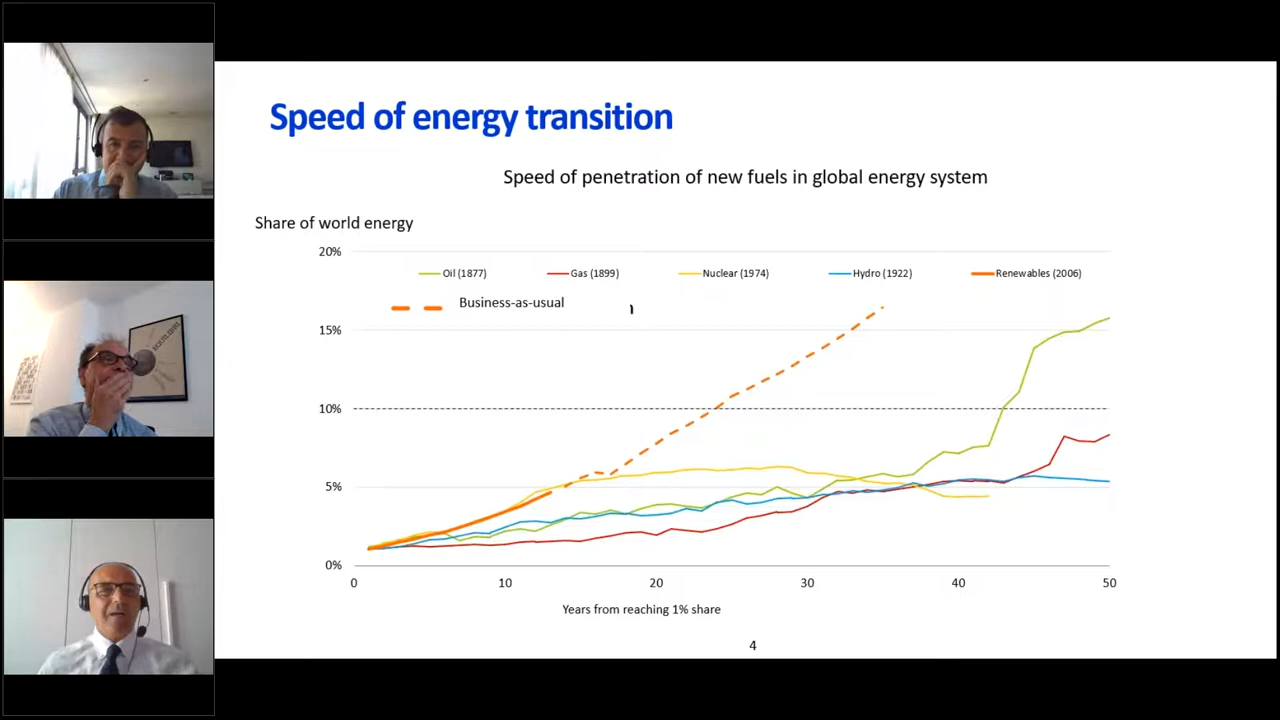 Speed of energy transition
Speed of penetration of new fuels in global energy system
Share of world energy
20%
Oil (1877) Gas (1899) Nuclear (1974) Hydro (1922) Renewables (2006)
Business-as-usual
15%
10%
5%
0%
0 10 20 30 40 50
Years from reaching 1% share
4